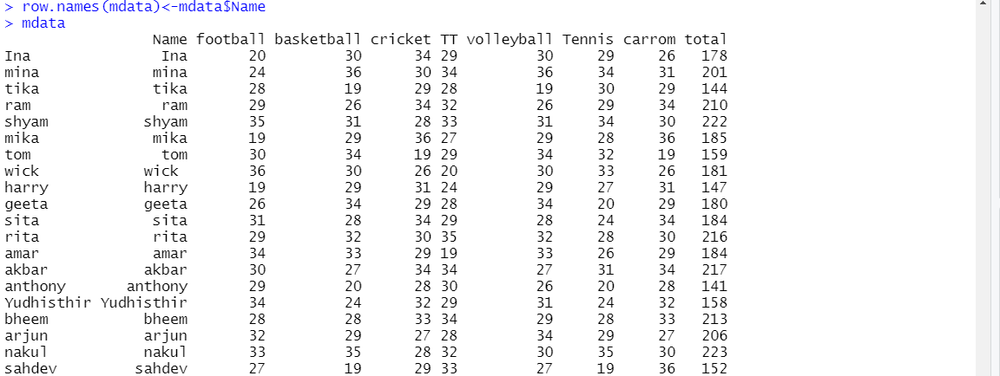 > row.names(mdata)<-mdata$Name
> mdata
Name football basketball cricket TT volleyball Tennis carrom total
Ina Ina 20 30 34 29 30 29 26 178
mina mina 24 36 30 34 36 34 31 201
tika tika 28 19 29 28 19 30 29 144
ram ram 29 26 34 32 26 29 34 210
shyam shyam 35 31 28 33 31 34 30 222
mika mika 19 29 36 27 29 28 36 185
tom tom 30 34 19 29 34 32 19 159
wick wick 36 30 26 20 30 33 26 181
harry harry 19 29 31 24 29 27 31 147
geeta geeta 26 34 29 28 34 20 29 180
sita sita 31 28 34 29 28 24 34 184
rita rita 29 32 30 35 32 28 30 216
amar amar 34 33 29 19 33 26 29 184
akbar akbar 30 27 34 34 27 31 34 217
anthony anthony 29 20 28 30 26 20 28 141
Yudhisthir Yudhisthir 34 24 32 29 31 24 32 158
bheem bheem 28 28 33 34 29 28 33 213
arjun arjun 32 29 27 28 34 29 27 206
nakul nakul 33 35 28 32 30 35 30 223
sahdev sahdev 27 19 29 33 27 19 36 152